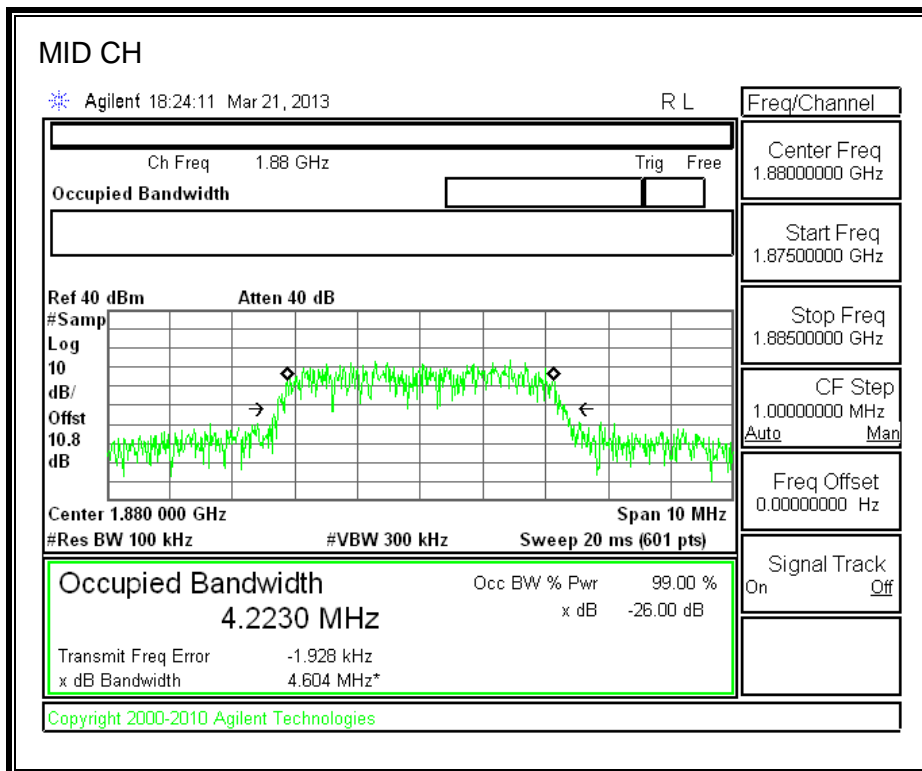 MID CH
Agilent 18:24:11 Mar 21, 2013 R L
Freq/Channel
Ch Freq 1.88 GHz Trig Free
Occupied Bandwidth
Center Freq
1.88000000 GHz
Start Freq
1.87500000 GHz
Stop Freq
1.88500000 GHz
CF Step
1.00000000 MHz
Auto Man
Freq Offset
0.00000000 Hz
Signal Track
On Off
Ref 40 dBm Atten 40 dB
#Samp
Log
10
dB/
Offst
10.8
dB
Center 1.880 000 GHz Span 10 MHz
#Res BW 100 kHz #VBW 300 kHz Sweep 20 ms (601 pts)
Occupied Bandwidth Occ BW % Pwr 99.00 %
4.2230 MHz x dB -26.00 dB
Transmit Freq Error -1.928 kHz
x dB Bandwidth 4.604 MHz*
Copyright 2000-2010 Agilent Technologies